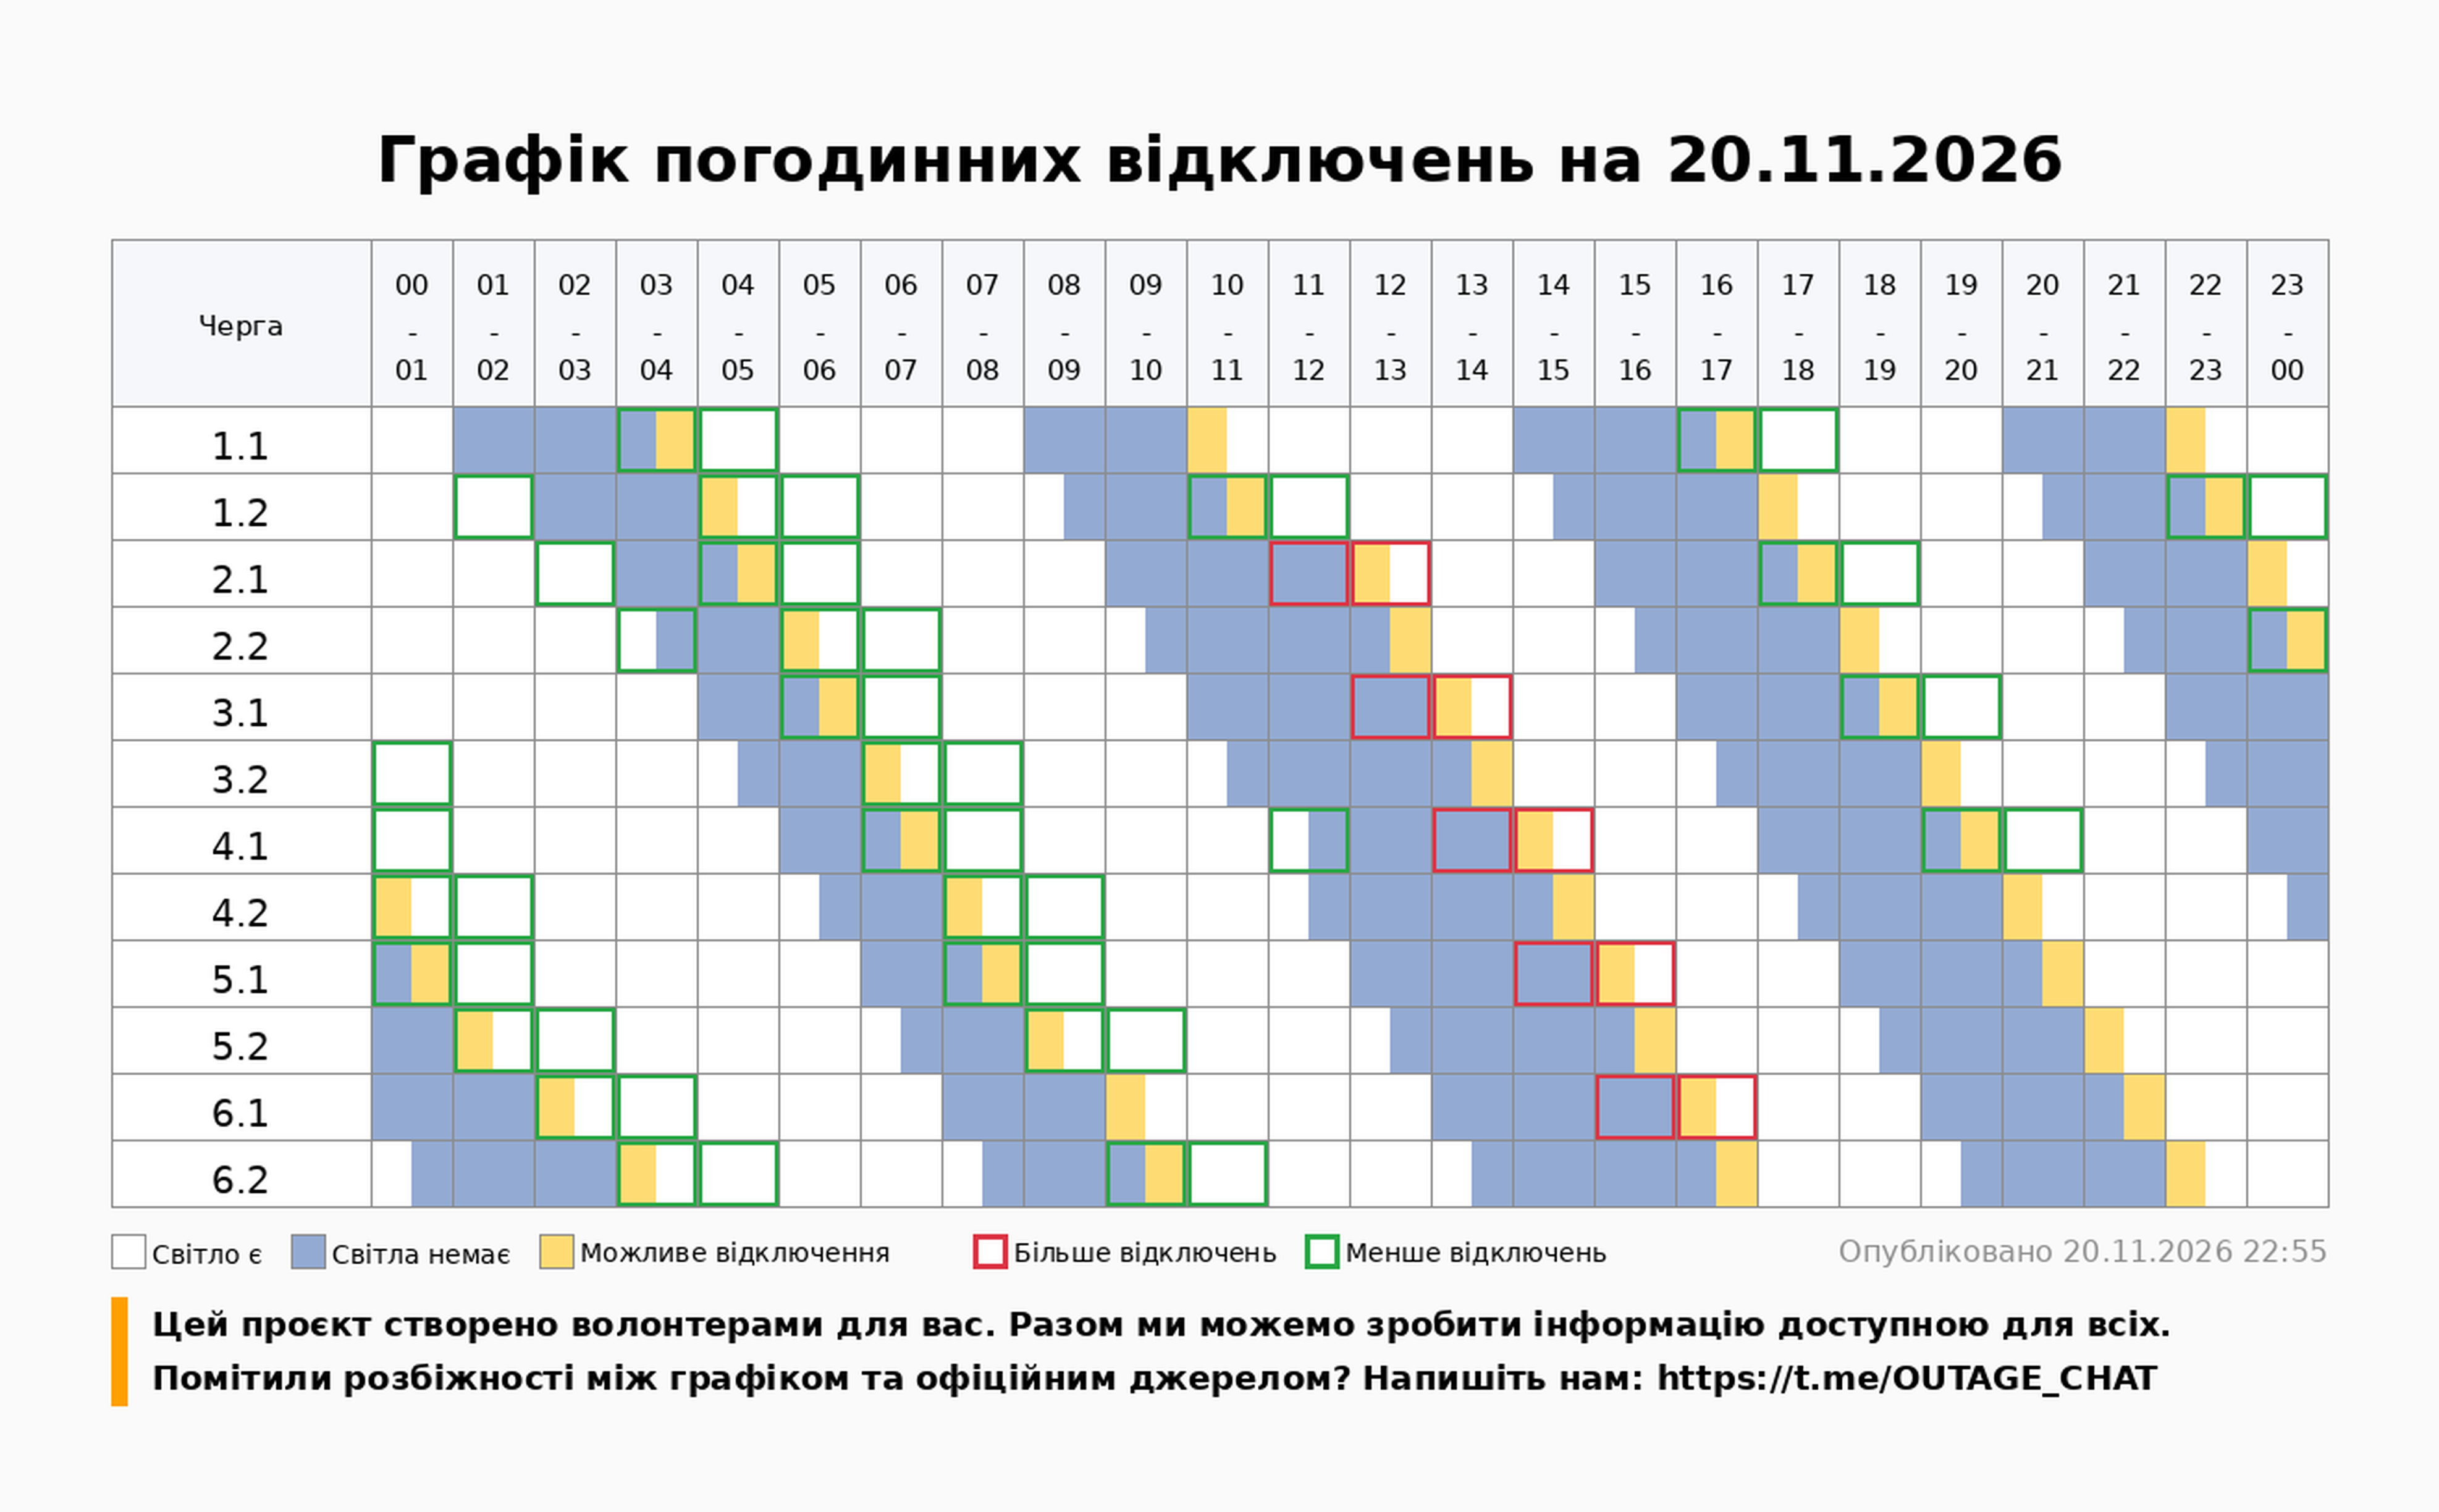 Графік погодинних відключень на 20.11.2026
Черга 00 - 01 01 - 02 02 - 03 03 - 04 04 - 05 05 - 06 06 - 07 07 - 08 08 - 09 09 - 10 10 - 11 11 - 12 12 - 13 13 - 14 14 - 15 15 - 16 16 - 17 17 - 18 18 - 19 19 - 20 20 - 21 21 - 22 22 - 23 23 - 00
1.1
1.2
2.1
2.2
3.1
3.2
4.1
4.2
5.1
5.2
6.1
6.2
Світло є Світла немає Можливе відключення Більше відключень Менше відключень Опубліковано 20.11.2026 22:55
Цей проєкт створено волонтерами для вас. Разом ми можемо зробити інформацію доступною для всіх.
Помітили розбіжності між графіком та офіційним джерелом? Напишіть нам: https://t.me/OUTAGE_CHAT